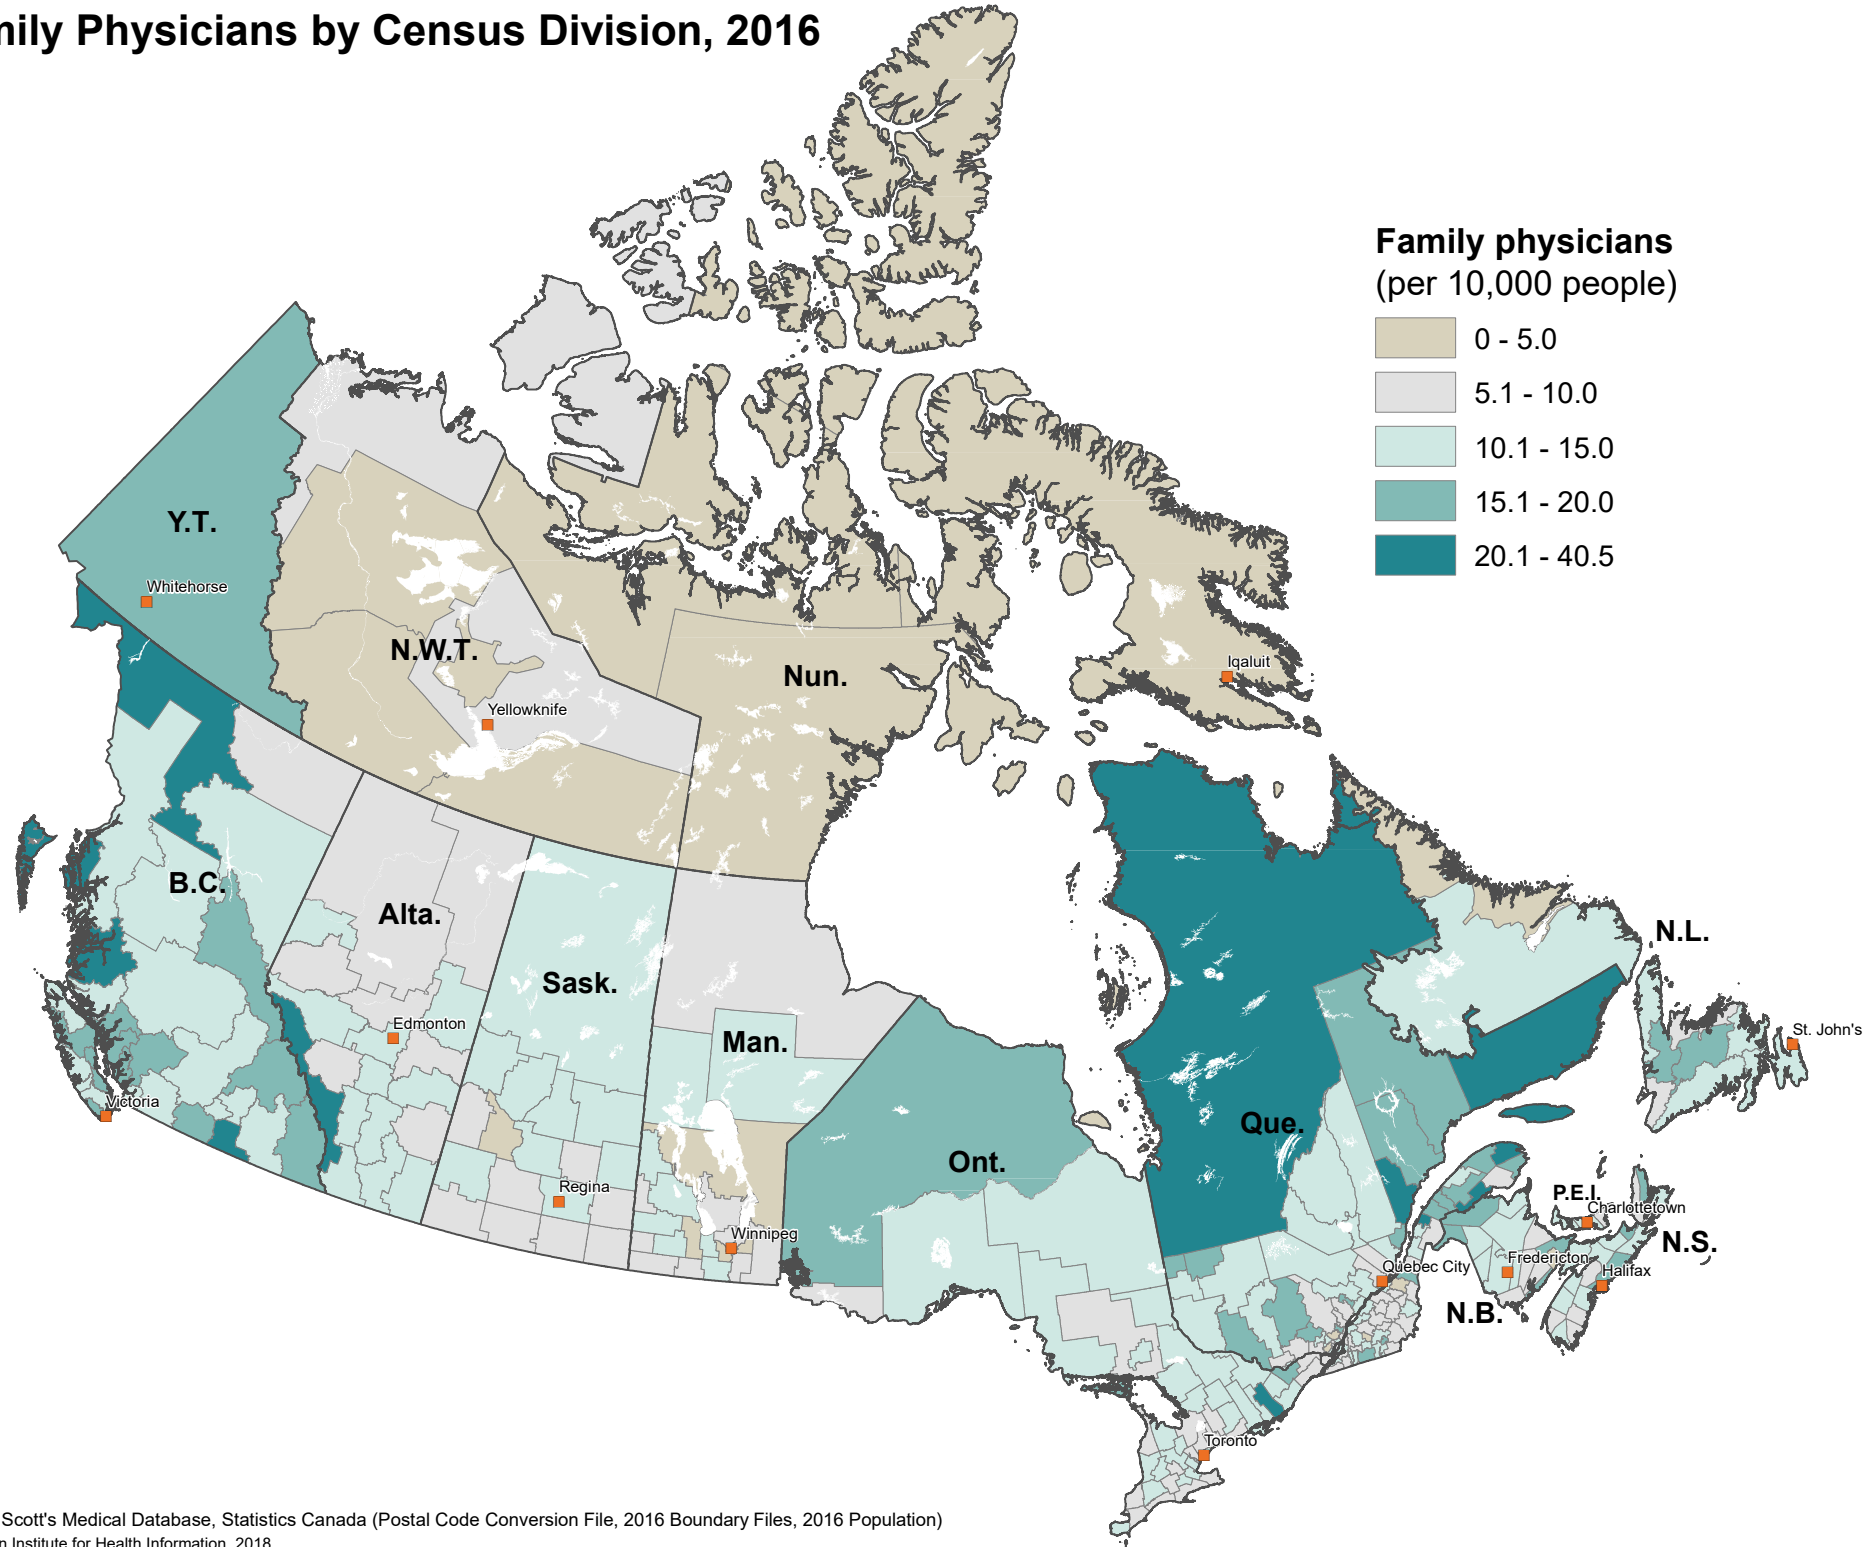 mily Physicians by Census Division, 2016
Family physicians
(per 10,000 people)
0 - 5.0
5.1 - 10.0
10.1 - 15.0
15.1 - 20.0
20.1 - 40.5
Y.T.
Whitehorse
N.W.T.
Yellowknife
Nun.
Iqaluit
B.C.
Alta.
Sask.
Man.
Ont.
Que.
N.L.
St. John's
Edmonton
Victoria
Regina
Winnipeg
P.E.I.
Charlottetown
N.S.
Fredericton
Halifax
Québec City
N.B.
Toronto
Scott's Medical Database, Statistics Canada (Postal Code Conversion File, 2016 Boundary Files, 2016 Population)
n Institute for Health Information, 2018